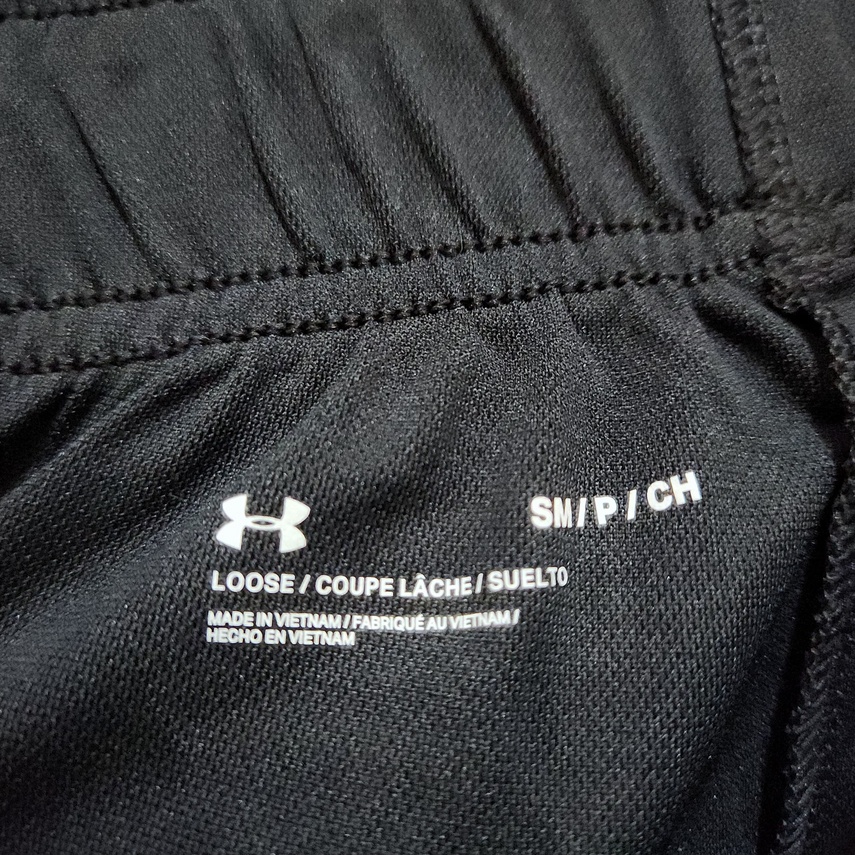 SM / P / CH
LOOSE / COUPE LÂCHE / SUELTO
MADE IN VIETNAM / FABRIQUÉ AU VIETNAM /
HECHO EN VIETNAM